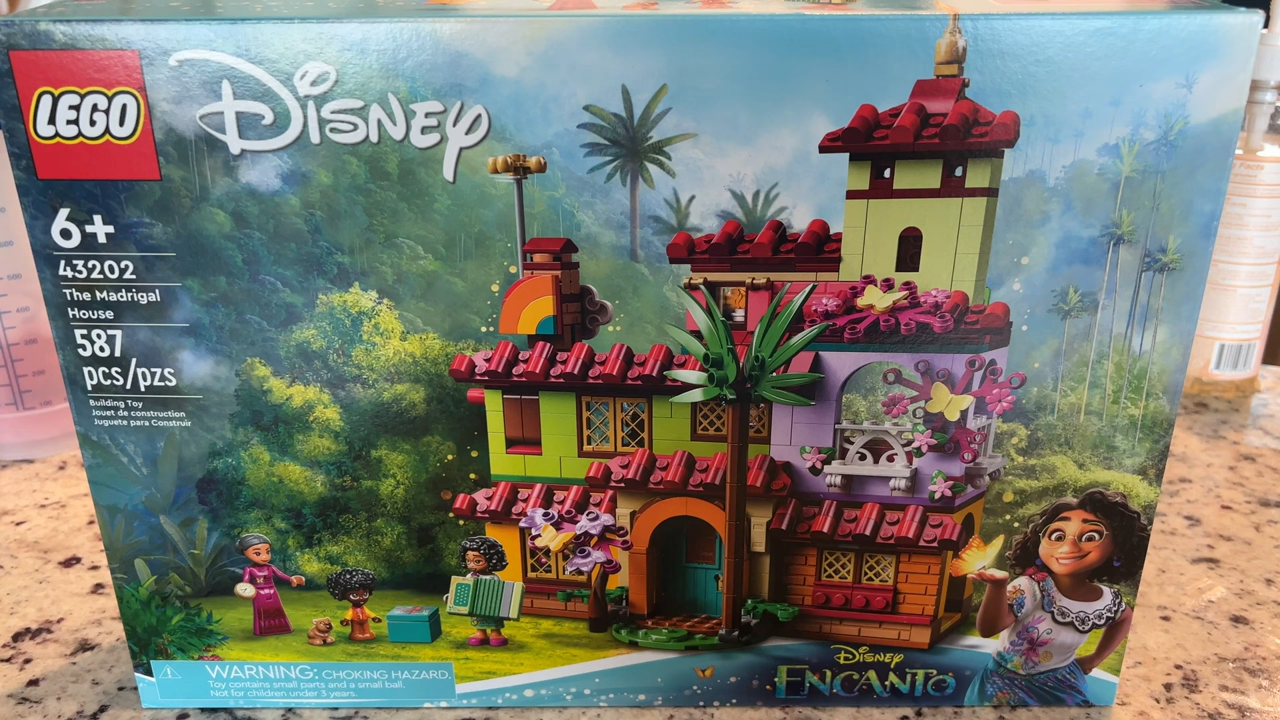 LEGO
DISNEY
6+
43202
The Madrigal
House
587
pcs/pzs
Building Toy
Jouet de construction
Juguete para Construir
WARNING: CHOKING HAZARD.
Toy contains small parts and a small ball.
Not for children under 3 years.
DISNEY
ENCANTO